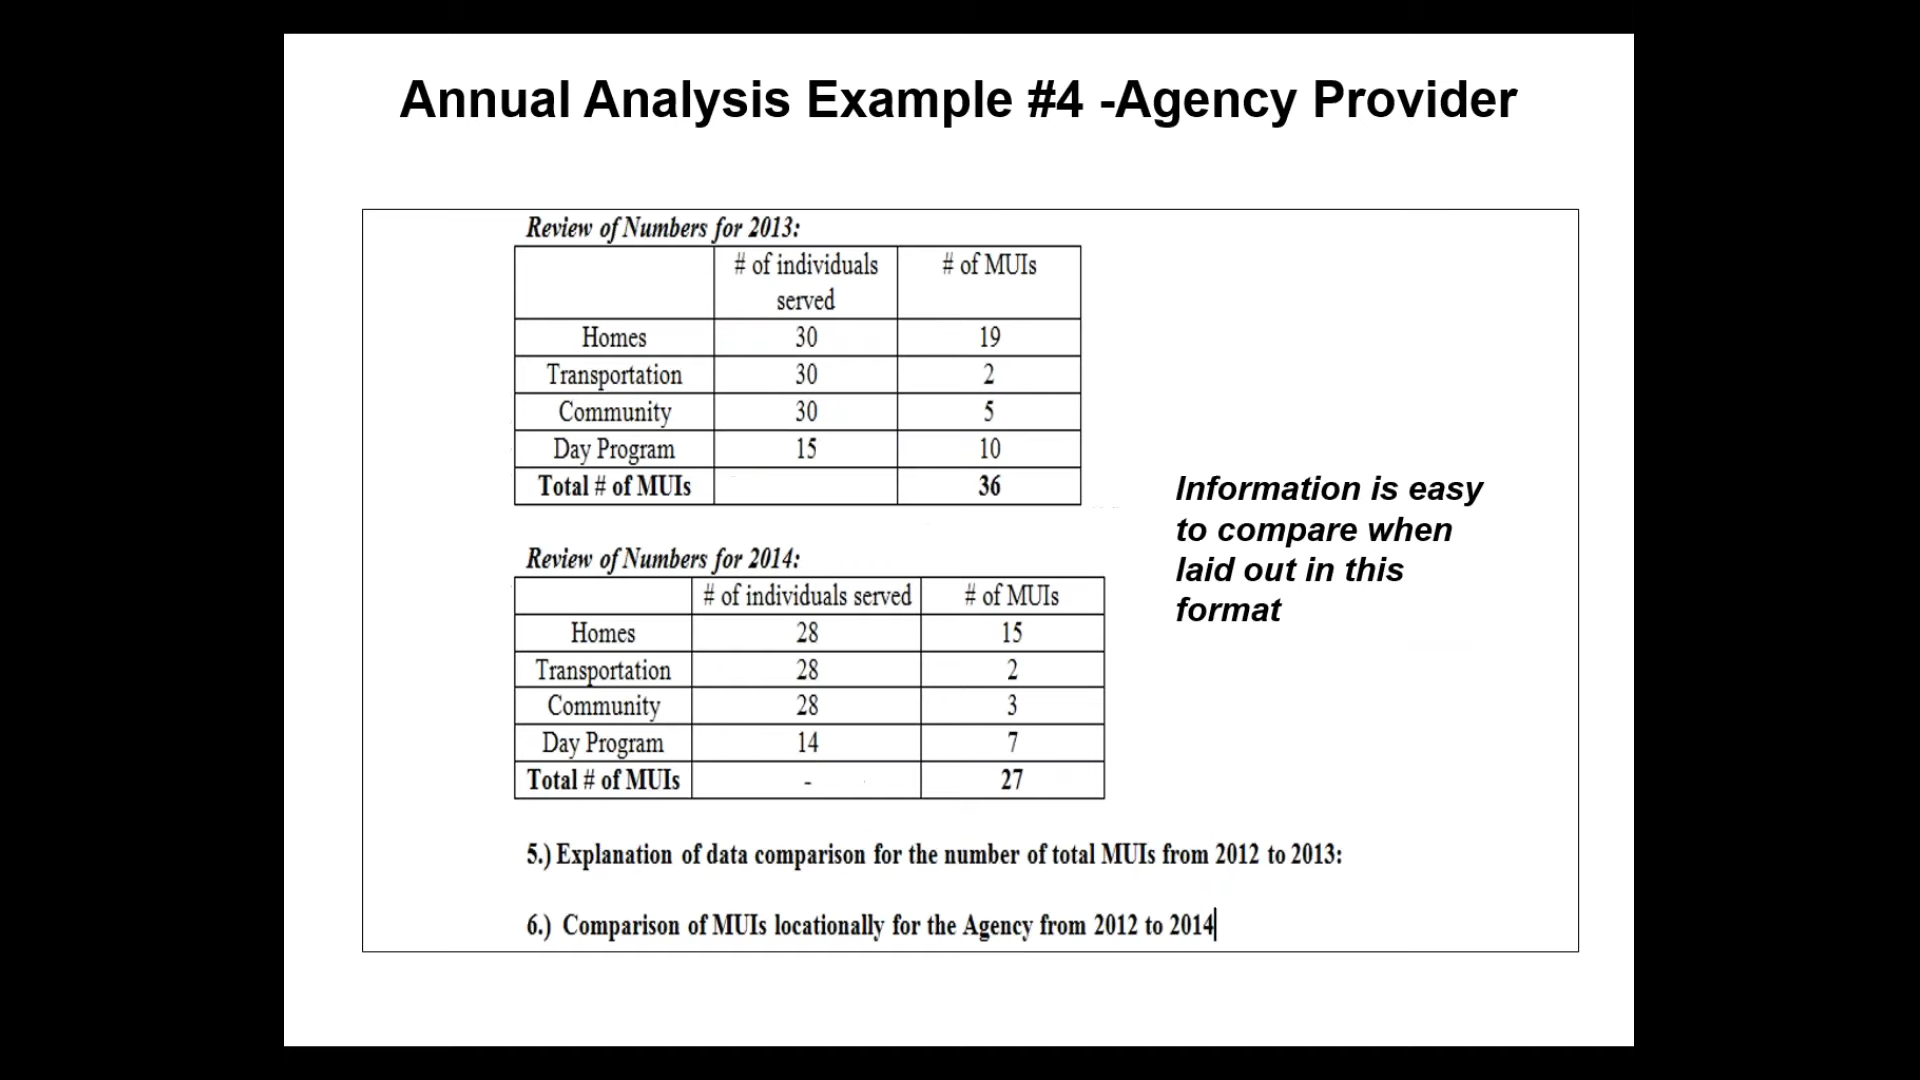 Annual Analysis Example #4 -Agency Provider
Review of Numbers for 2013:
# of individuals served # of MUIs
Homes 30 19
Transportation 30 2
Community 30 5
Day Program 15 10
Total # of MUIs 36
Review of Numbers for 2014:
# of individuals served # of MUIs
Homes 28 15
Transportation 28 2
Community 28 3
Day Program 14 7
Total # of MUIs - 27
Information is easy
to compare when
laid out in this
format
5.) Explanation of data comparison for the number of total MUIs from 2012 to 2013:
6.) Comparison of MUIs locationally for the Agency from 2012 to 2014